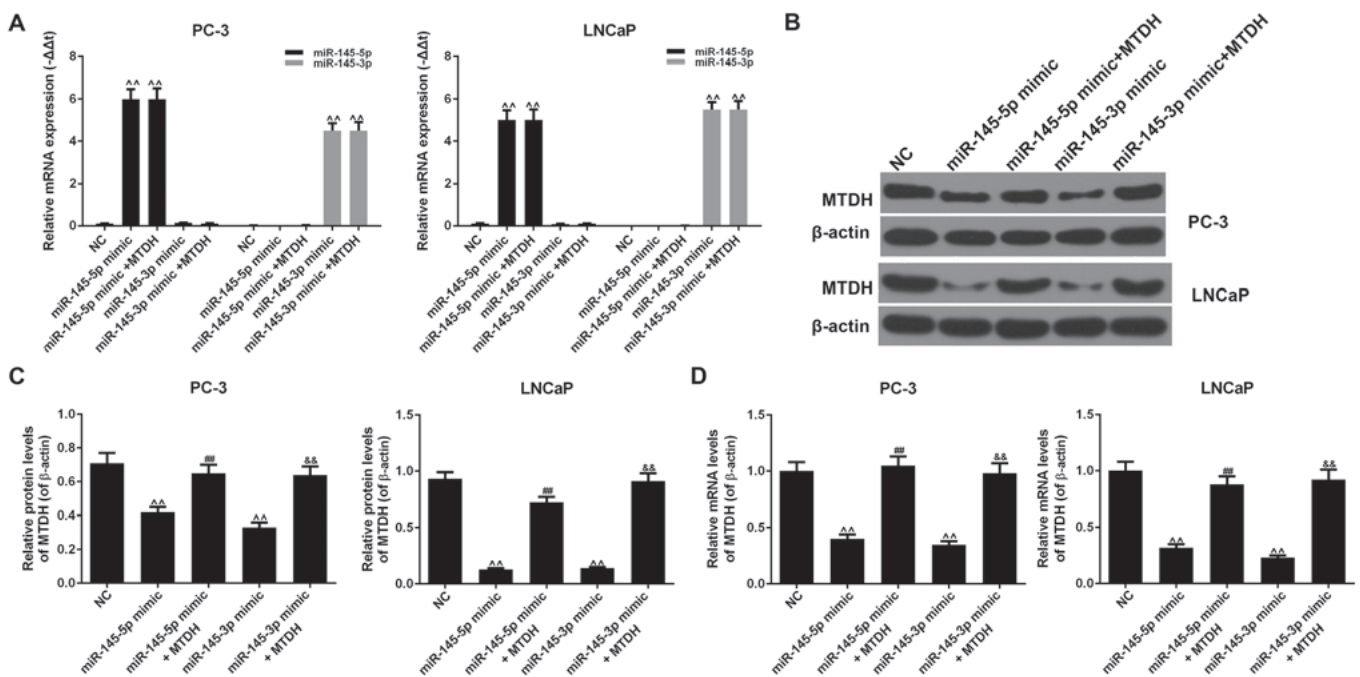 A
PC-3
miR-145-5p
miR-145-3p
Relative mRNA expression (-ΔΔt)
8
6
4
2
0
^^
^^
^^
^^
NC
miR-145-5p mimic
miR-145-5p mimic +MTDH
miR-145-3p mimic
miR-145-3p mimic +MTDH
NC
miR-145-5p mimic
miR-145-5p mimic +MTDH
miR-145-3p mimic
miR-145-3p mimic +MTDH
LNCaP
miR-145-5p
miR-145-3p
Relative mRNA expression (-ΔΔt)
8
6
4
2
0
^^
^^
^^
^^
NC
miR-145-5p mimic
miR-145-5p mimic +MTDH
miR-145-3p mimic
miR-145-3p mimic +MTDH
NC
miR-145-5p mimic
miR-145-5p mimic +MTDH
miR-145-3p mimic
miR-145-3p mimic +MTDH
B
NC
miR-145-5p mimic
miR-145-5p mimic+MTDH
miR-145-3p mimic
miR-145-3p mimic+MTDH
MTDH
β-actin
PC-3
MTDH
β-actin
LNCaP
C
PC-3
Relative protein levels
of MTDH (of β-actin)
1.0
0.8
0.6
0.4
0.2
0.0
^^
##
^^
&&
NC
miR-145-5p mimic
miR-145-5p mimic
+ MTDH
miR-145-3p mimic
miR-145-3p mimic
+ MTDH
LNCaP
Relative protein levels
of MTDH (of β-actin)
1.5
1.0
0.5
0.0
^^
##
^^
&&
NC
miR-145-5p mimic
miR-145-5p mimic
+ MTDH
miR-145-3p mimic
miR-145-3p mimic
+ MTDH
D
PC-3
Relative mRNA levels
of MTDH (of β-actin)
1.5
1.0
0.5
0.0
^^
##
^^
&&
NC
miR-145-5p mimic
miR-145-5p mimic
+ MTDH
miR-145-3p mimic
miR-145-3p mimic
+ MTDH
LNCaP
Relative mRNA levels
of MTDH (of β-actin)
1.5
1.0
0.5
0.0
^^
##
^^
&&
NC
miR-145-5p mimic
miR-145-5p mimic
+ MTDH
miR-145-3p mimic
miR-145-3p mimic
+ MTDH